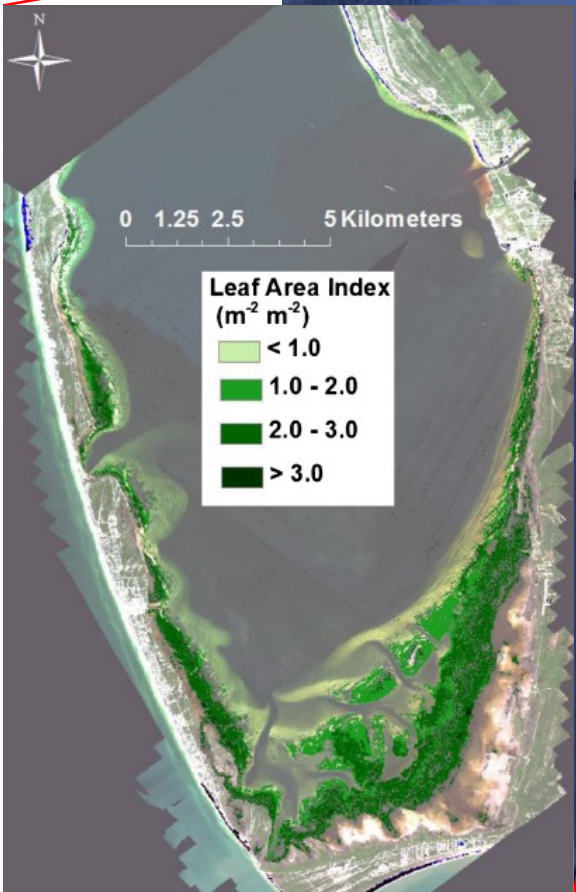 N
0 1.25 2.5 5 Kilometers
Leaf Area Index
(m⁻² m⁻²)
< 1.0
1.0 - 2.0
2.0 - 3.0
> 3.0